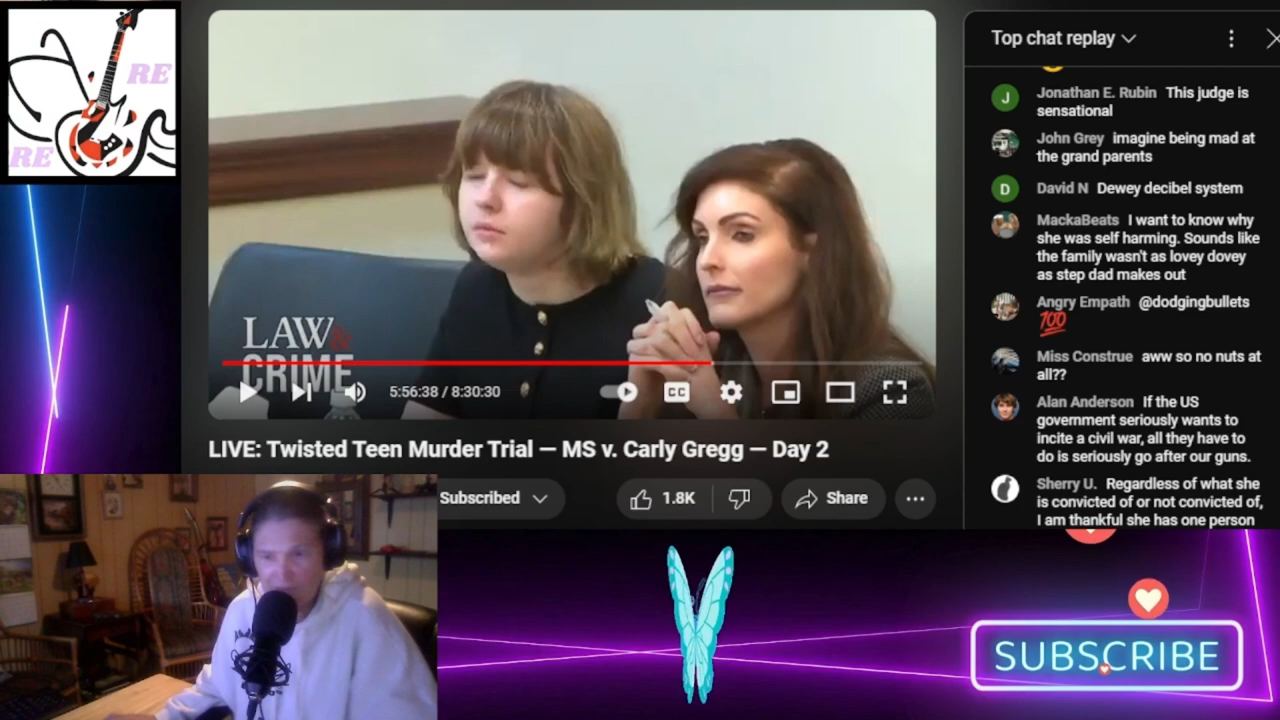 RE
RE
LAW&
CRIME
5:56:38 / 8:30:30
CC
LIVE: Twisted Teen Murder Trial — MS v. Carly Gregg — Day 2
Subscribed
1.8K
Share
Top chat replay
J
Jonathan E. Rubin This judge is
sensational
John Grey imagine being mad at
the grand parents
D
David N Dewey decibel system
MackaBeats I want to know why
she was self harming. Sounds like
the family wasn't as lovey dovey
as step dad makes out
Angry Empath @dodgingbullets
100
Miss Construe aww so no nuts at
all??
Alan Anderson If the US
government seriously wants to
incite a civil war, all they have to
do is seriously go after our guns.
Sherry U. Regardless of what she
is convicted of or not convicted of,
I am thankful she has one person
SUBSCRIBE